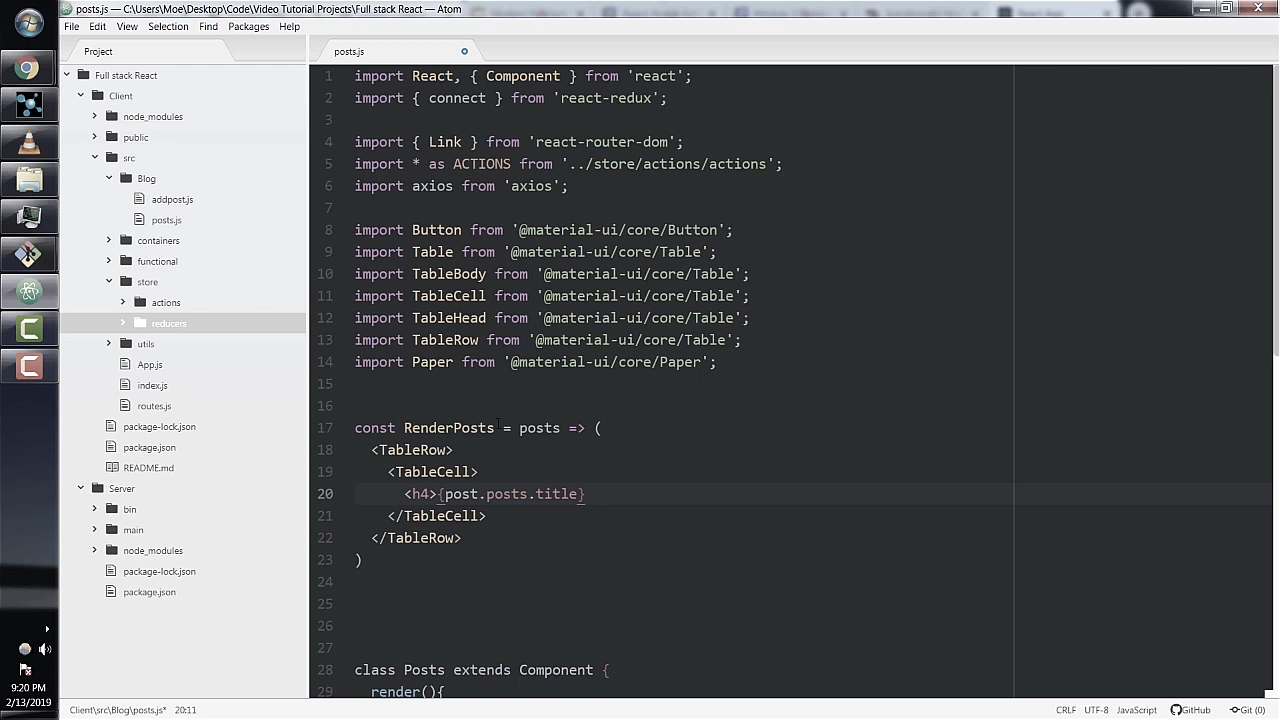 posts.js — C:\Users\Moe\Desktop\Code\Video Tutorial Projects\Full stack React — Atom
File Edit View Selection Find Packages Help
Project
posts.js
Full stack React
Client
node_modules
public
src
Blog
addpost.js
posts.js
containers
functional
store
actions
reducers
utils
App.js
index.js
routes.js
package-lock.json
package.json
README.md
Server
bin
main
node_modules
package-lock.json
package.json
1 import React, { Component } from 'react';
2 import { connect } from 'react-redux';
3
4 import { Link } from 'react-router-dom';
5 import * as ACTIONS from '../store/actions/actions';
6 import axios from 'axios';
7
8 import Button from '@material-ui/core/Button';
9 import Table from '@material-ui/core/Table';
10 import TableBody from '@material-ui/core/Table';
11 import TableCell from '@material-ui/core/Table';
12 import TableHead from '@material-ui/core/Table';
13 import TableRow from '@material-ui/core/Table';
14 import Paper from '@material-ui/core/Paper';
15
16
17 const RenderPosts = posts => (
18 <TableRow>
19 <TableCell>
20 <h4>{post.posts.title}
21 </TableCell>
22 </TableRow>
23 )
24
25
26
27
28 class Posts extends Component {
29 render(){
9:20 PM
2/13/2019
Client\src\Blog\posts.js* 20:11 CRLF UTF-8 JavaScript GitHub Git (0)